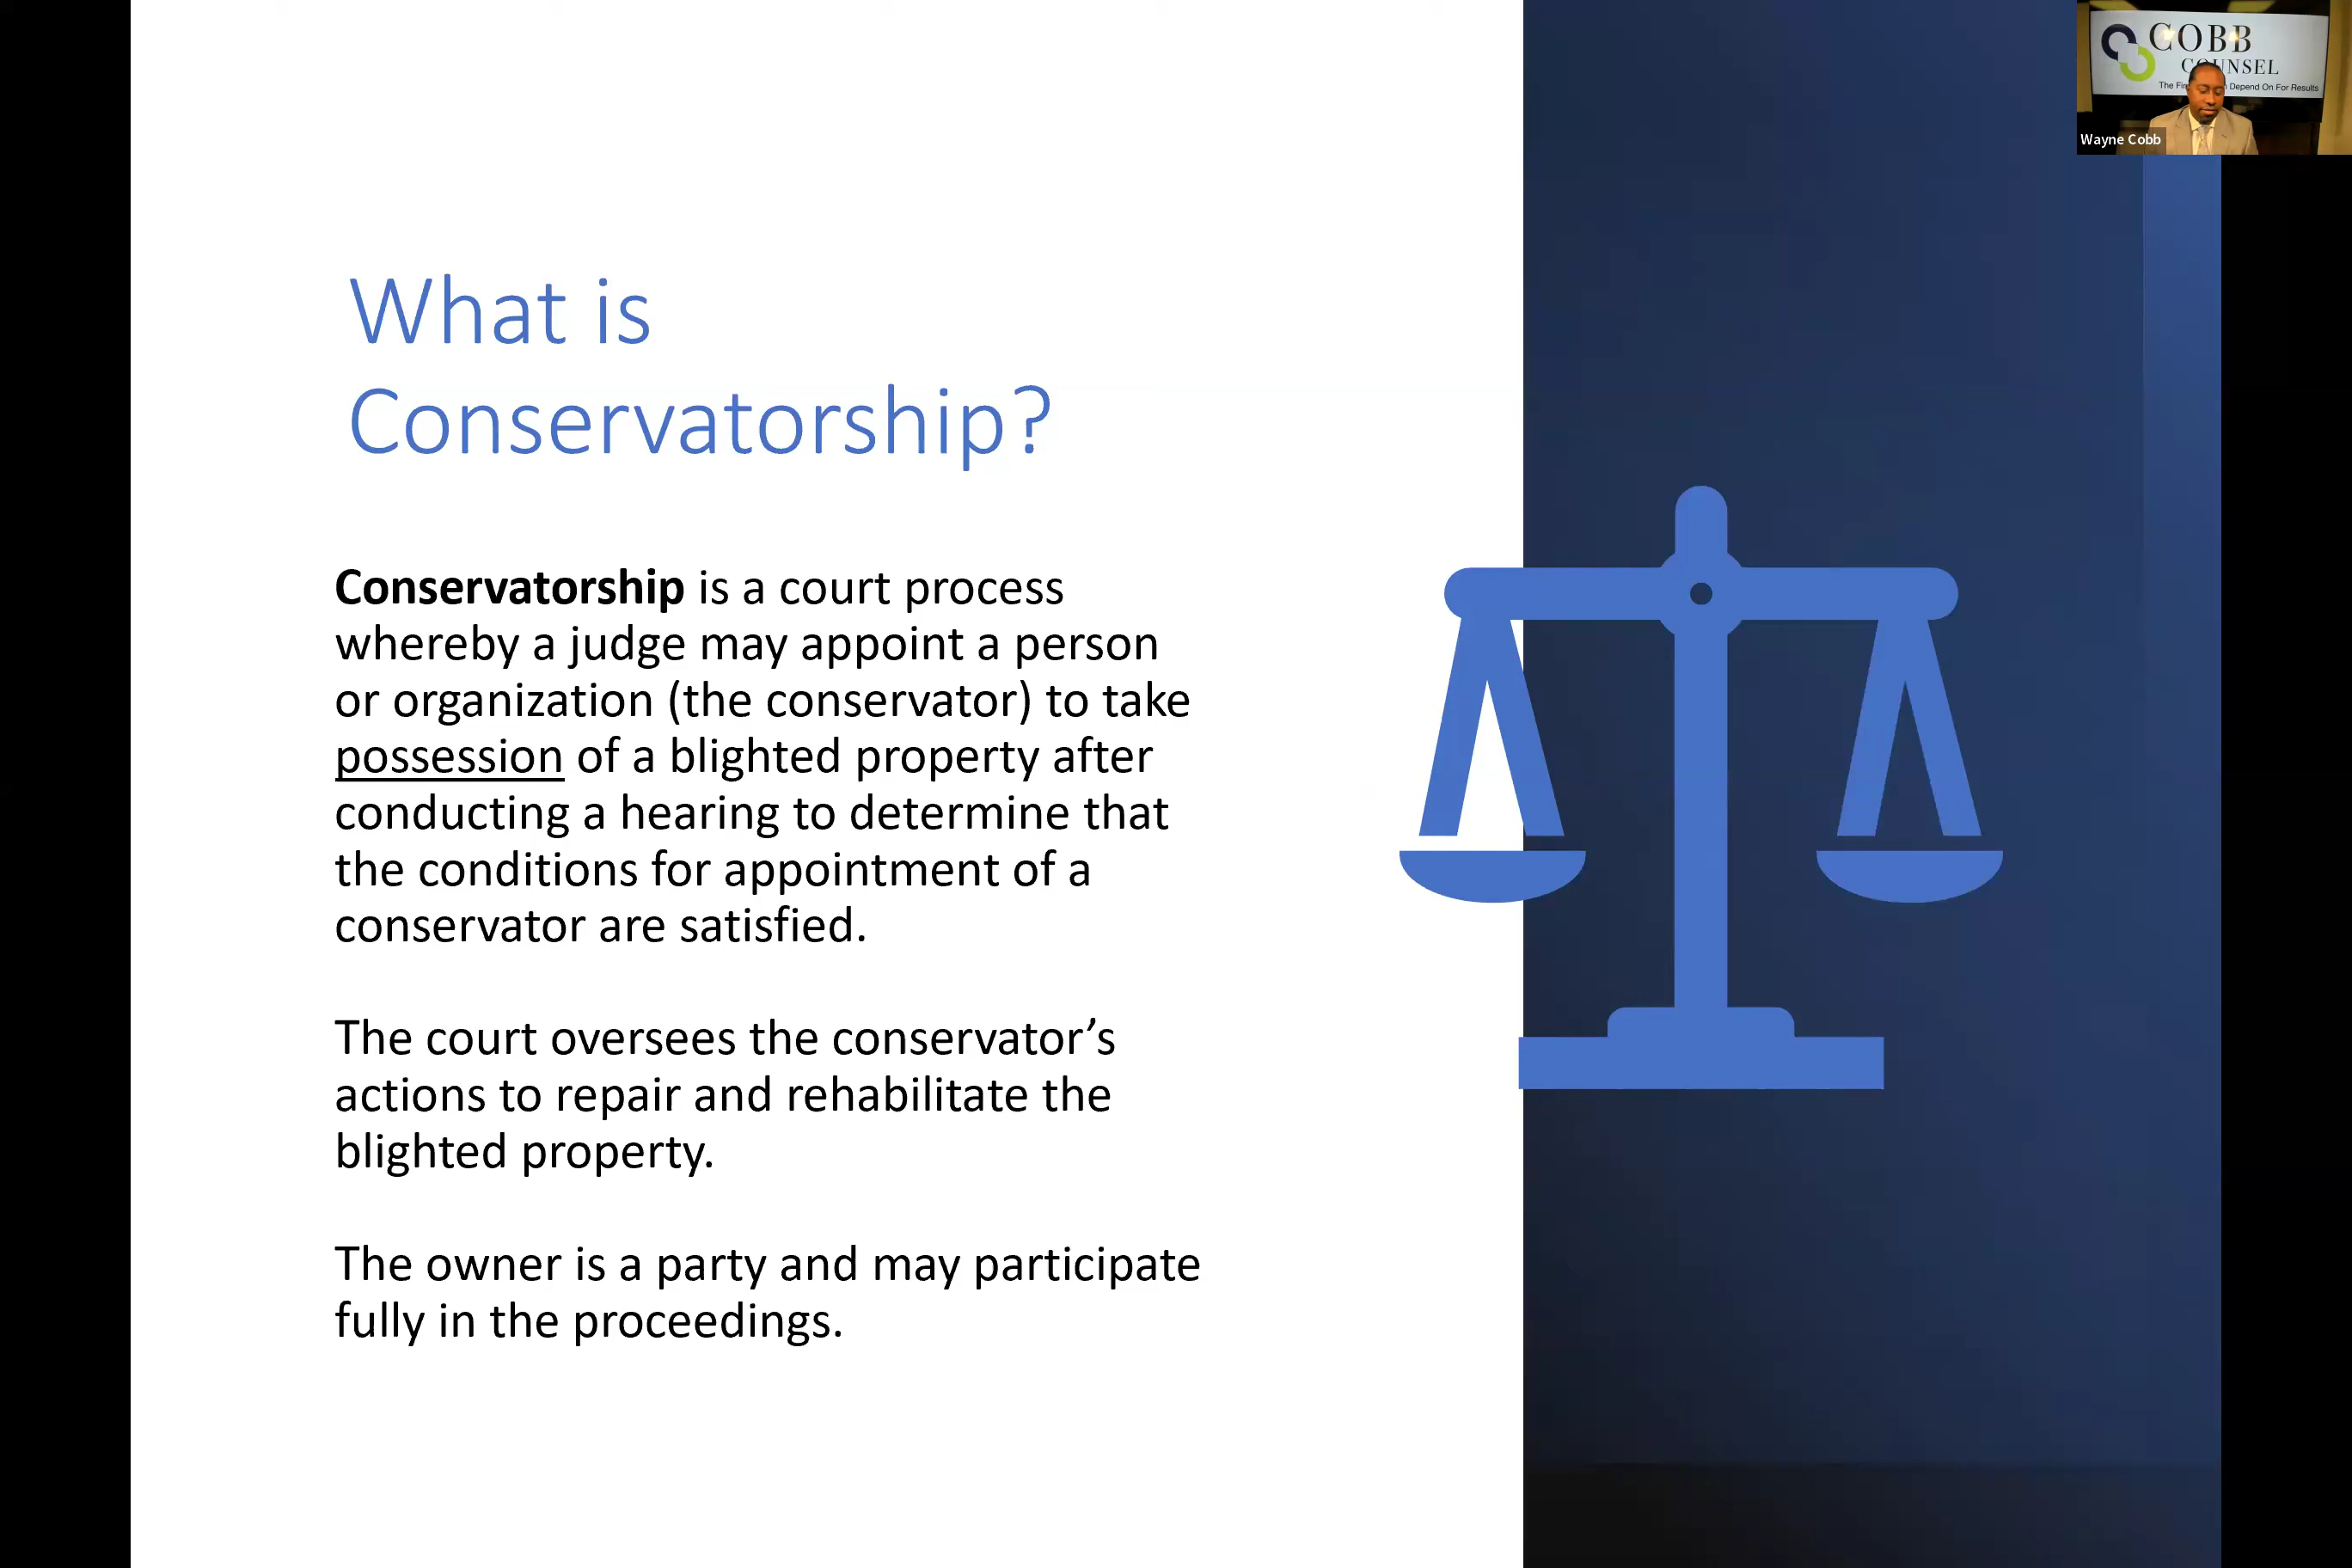 What is
Conservatorship?
Conservatorship is a court process
whereby a judge may appoint a person
or organization (the conservator) to take
possession of a blighted property after
conducting a hearing to determine that
the conditions for appointment of a
conservator are satisfied.
The court oversees the conservator’s
actions to repair and rehabilitate the
blighted property.
The owner is a party and may participate
fully in the proceedings.
COBB
COUNSEL
The Depend On For Results
Wayne Cobb